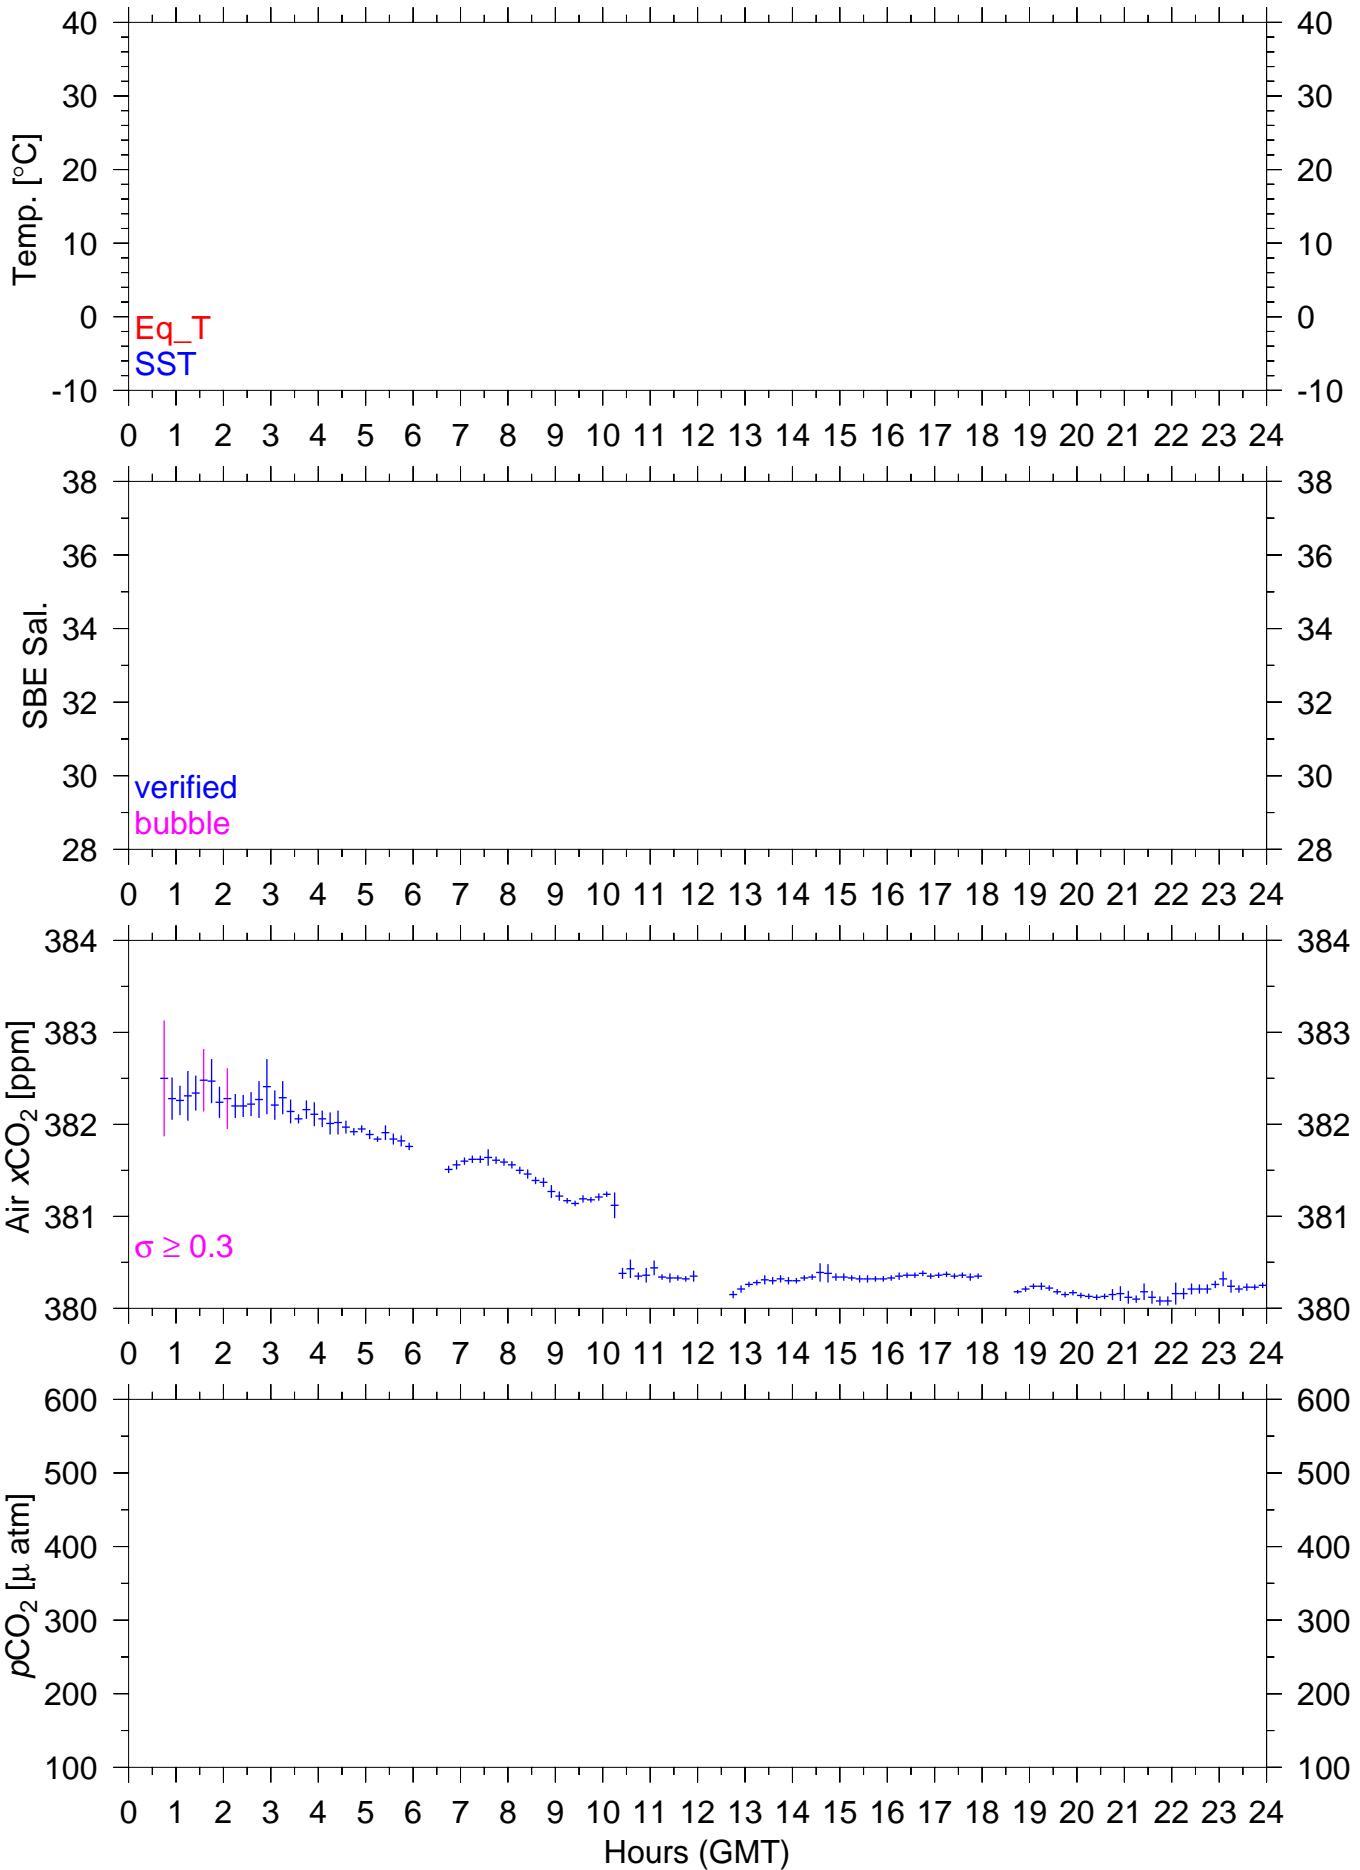 40 40
30 30
20 20
10 10
0 0
-10 -10
Temp. [°C]
Eq_T
SST
0 1 2 3 4 5 6 7 8 9 10 11 12 13 14 15 16 17 18 19 20 21 22 23 24
38 38
36 36
34 34
32 32
30 30
28 28
SBE Sal.
verified
bubble
0 1 2 3 4 5 6 7 8 9 10 11 12 13 14 15 16 17 18 19 20 21 22 23 24
384 384
383 383
382 382
381 381
380 380
Air xCO₂ [ppm]
σ ≥ 0.3
0 1 2 3 4 5 6 7 8 9 10 11 12 13 14 15 16 17 18 19 20 21 22 23 24
600 600
500 500
400 400
300 300
200 200
100 100
pCO₂ [μ atm]
0 1 2 3 4 5 6 7 8 9 10 11 12 13 14 15 16 17 18 19 20 21 22 23 24
Hours (GMT)